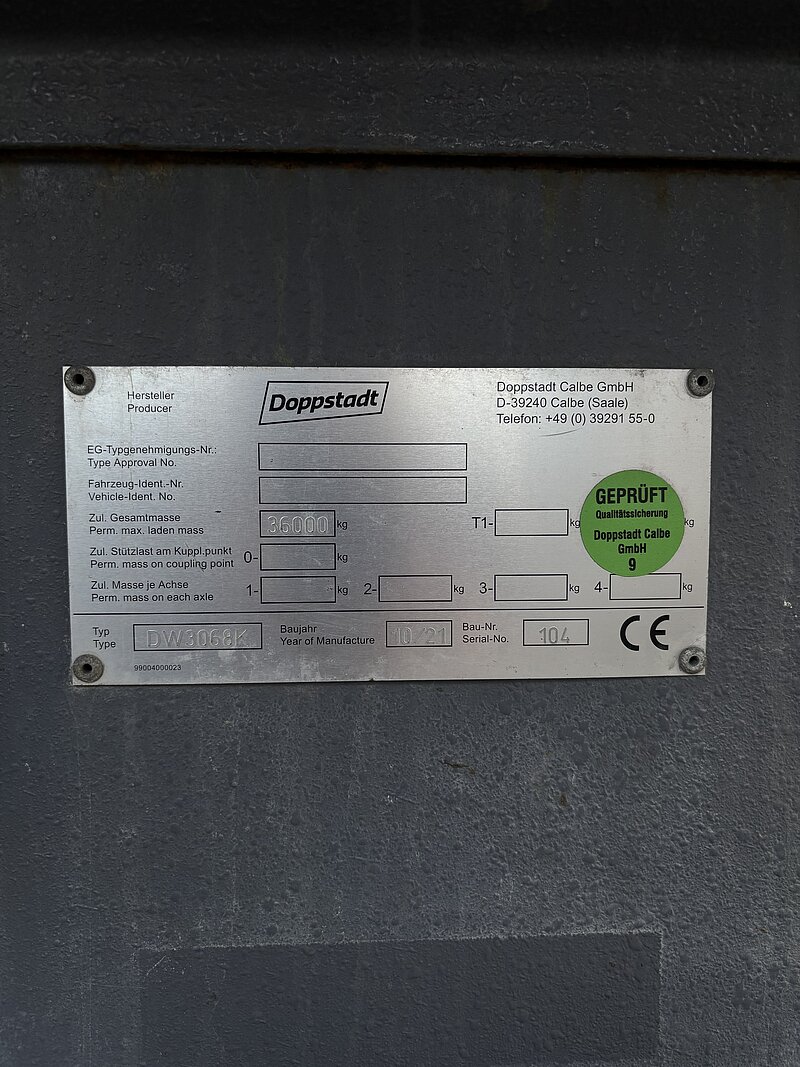 Hersteller
Producer
Doppstadt
Doppstadt Calbe GmbH
D-39240 Calbe (Saale)
Telefon: +49 (0) 39291 55-0
EG-Typgenehmigungs-Nr.:
Type Approval No.
Fahrzeug-Ident.-Nr.
Vehicle-Ident. No.
Zul. Gesamtmasse
Perm. max. laden mass
36000 kg
T1- kg
kg
GEPRÜFT
Qualitätssicherung
Doppstadt Calbe
GmbH
9
Zul. Stützlast am Kuppl.punkt
Perm. mass on coupling point
0- kg
Zul. Masse je Achse
Perm. mass on each axle
1- kg 2- kg 3- kg 4- kg
Typ
Type
DW3068K
Baujahr
Year of Manufacture
10/21
Bau-Nr.
Serial-No.
104
CE
99004000023